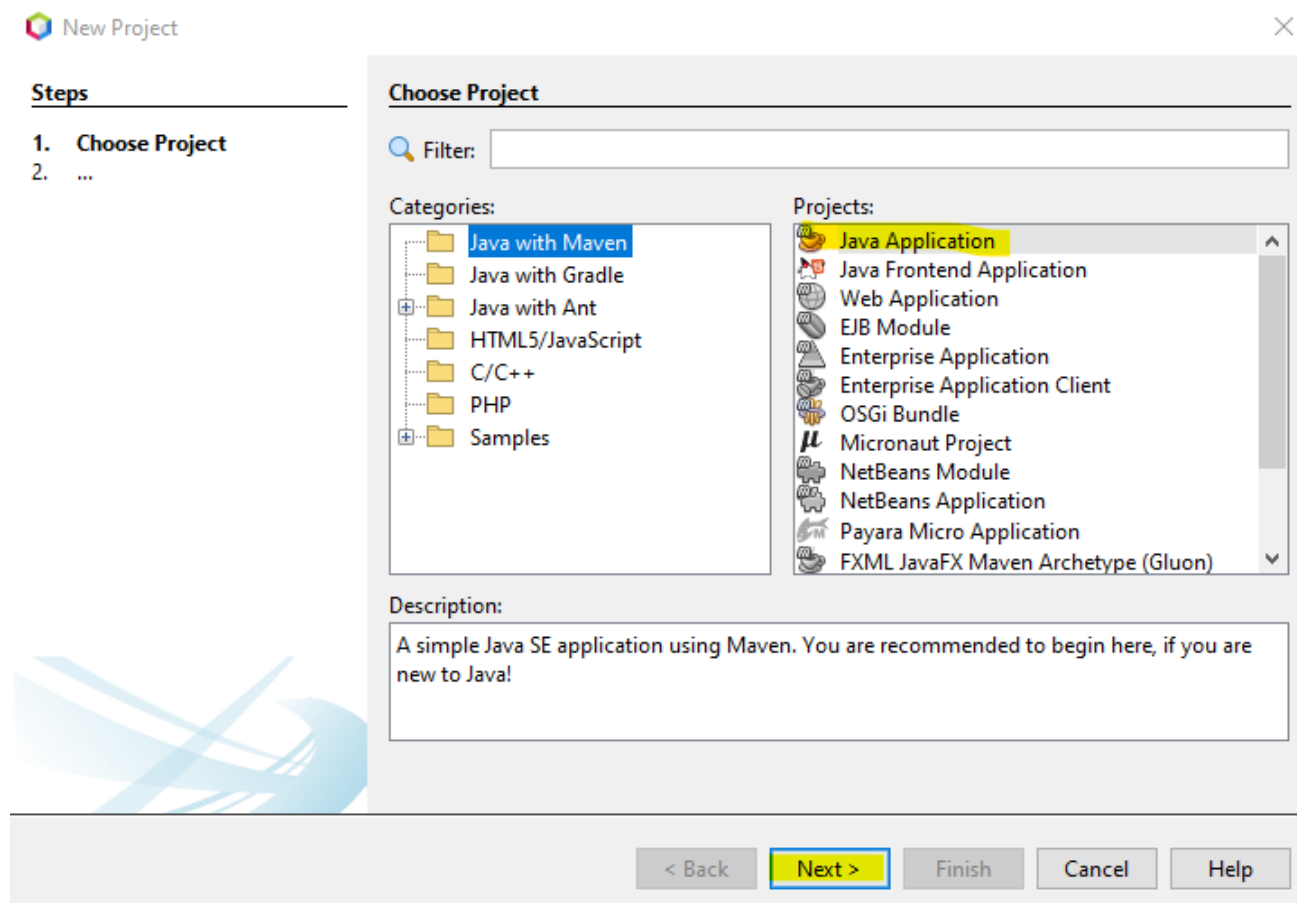 New Project
Steps
1. Choose Project
2. ...
Choose Project
Filter:
Categories:
Java with Maven
Java with Gradle
Java with Ant
HTML5/JavaScript
C/C++
PHP
Samples
Projects:
Java Application
Java Frontend Application
Web Application
EJB Module
Enterprise Application
Enterprise Application Client
OSGi Bundle
Micronaut Project
NetBeans Module
NetBeans Application
Payara Micro Application
FXML JavaFX Maven Archetype (Gluon)
Description:
A simple Java SE application using Maven. You are recommended to begin here, if you are
new to Java!
< Back Next > Finish Cancel Help